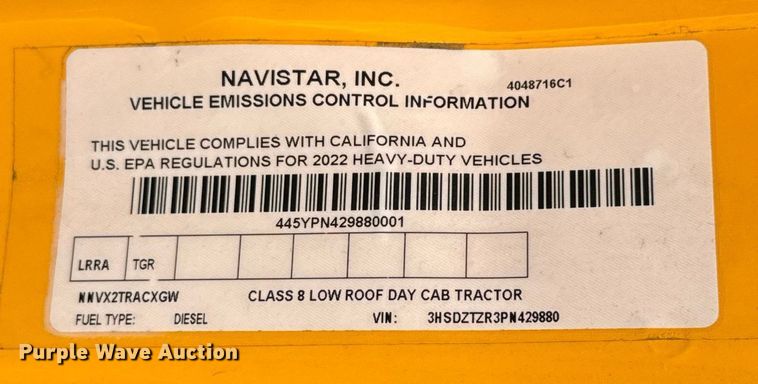 NAVISTAR, INC.
4048716C1
VEHICLE EMISSIONS CONTROL INFORMATION
THIS VEHICLE COMPLIES WITH CALIFORNIA AND
U.S. EPA REGULATIONS FOR 2022 HEAVY-DUTY VEHICLES
445YPN429880001
LRRA TGR
NNVX2TRACXGW CLASS 8 LOW ROOF DAY CAB TRACTOR
FUEL TYPE: DIESEL VIN: 3HSDZTZR3PN429880
Purple Wave Auction